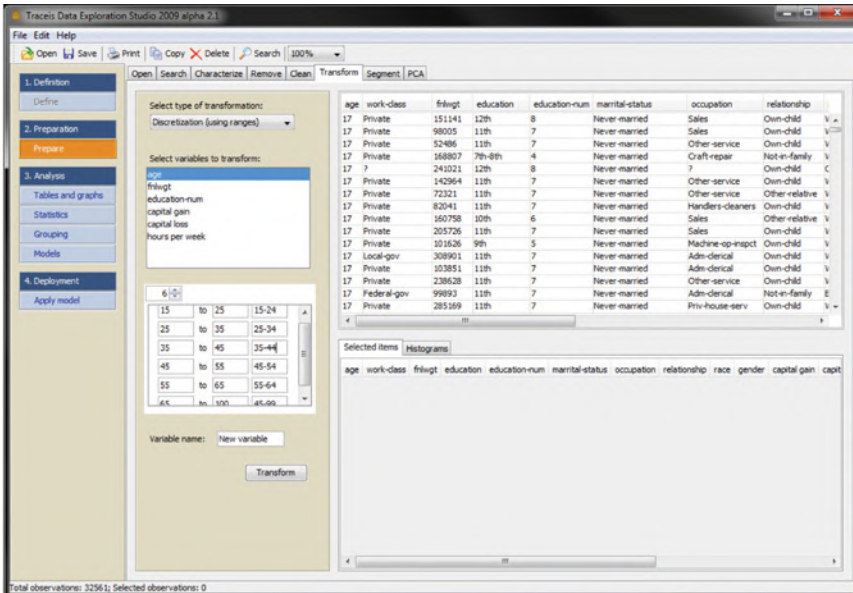 Traceis Data Exploration Studio 2009 alpha 2.1
File Edit Help
Open Save Print Copy Delete Search 100%
Open Search Characterize Remove Clean Transform Segment PCA
1. Definition
Define
2. Preparation
Prepare
3. Analysis
Tables and graphs
Statistics
Grouping
Models
4. Deployment
Apply model
Select type of transformation:
Discretization (using ranges)
Select variables to transform:
age
fnlwgt
education-num
capital gain
capital loss
hours per week
6
15 to 25 15-24
25 to 35 25-34
35 to 45 35-44
45 to 55 45-54
55 to 65 55-64
65 to 100 45-99
Variable name: New variable
Transform
age work-class fnlwgt education education-num marrital-status occupation relationship
17 Private 151141 12th 8 Never-married Sales Own-child
17 Private 98005 11th 7 Never-married Sales Own-child
17 Private 52486 11th 7 Never-married Other-service Own-child
17 Private 168807 7th-8th 4 Never-married Craft-repair Not-in-family
17 ? 241021 12th 8 Never-married ? Own-child
17 Private 142964 11th 7 Never-married Other-service Own-child
17 Private 72321 11th 7 Never-married Other-service Other-relative
17 Private 82041 11th 7 Never-married Handlers-cleaners Own-child
17 Private 160758 10th 6 Never-married Sales Other-relative
17 Private 205726 11th 7 Never-married Sales Own-child
17 Private 101626 9th 5 Never-married Machine-op-inspct Own-child
17 Local-gov 308901 11th 7 Never-married Adm-clerical Own-child
17 Private 103851 11th 7 Never-married Adm-clerical Own-child
17 Private 238628 11th 7 Never-married Other-service Own-child
17 Federal-gov 99893 11th 7 Never-married Adm-clerical Not-in-family
17 Private 285169 11th 7 Never-married Priv-house-serv Own-child
Selected items Histograms
age work-class fnlwgt education education-num marrital-status occupation relationship race gender capital gain capit
Total observations: 32561; Selected observations: 0